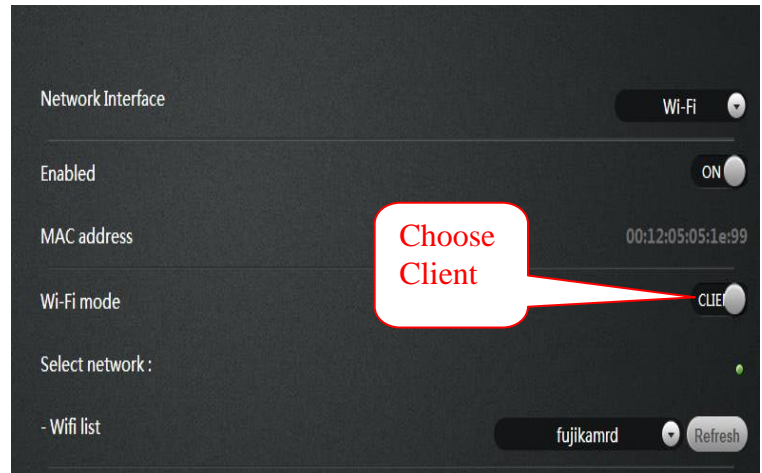 Network Interface Wi-Fi
Enabled ON
MAC address 00:12:05:05:1e:99
Choose
Client
Wi-Fi mode CLIE
Select network :
- Wifi list fujikamrd Refresh